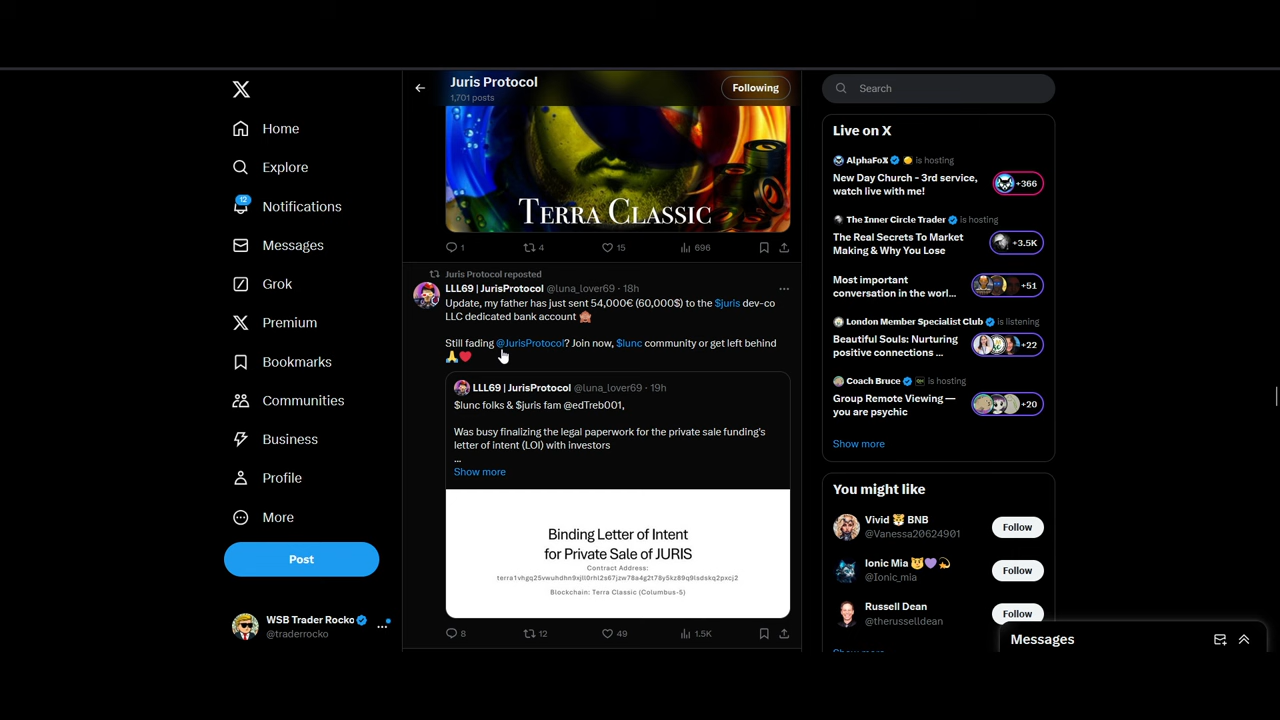 Home
Explore
12
Notifications
Messages
Grok
Premium
Bookmarks
Communities
Business
Profile
More
Post
WSB Trader Rocko
@traderrocko
Juris Protocol
1,701 posts
Following
TERRA CLASSIC
1 4 15 696
Juris Protocol reposted
LLL69 | JurisProtocol @luna_lover69 · 18h
Update, my father has just sent 54,000€ (60,000$) to the $juris dev-co
LLC dedicated bank account 🙈
Still fading @JurisProtocol? Join now, $lunc community or get left behind
🙏❤️
LLL69 | JurisProtocol @luna_lover69 · 19h
$lunc folks & $juris fam @edTreb001,
Was busy finalizing the legal paperwork for the private sale funding's
letter of intent (LOI) with investors
...
Show more
Binding Letter of Intent
for Private Sale of JURIS
Contract Address:
Blockchain: Terra Classic (Columbus-5)
8 12 49 1.5K
Search
Live on X
AlphaFoX is hosting
New Day Church - 3rd service,
watch live with me!
+366
The Inner Circle Trader is hosting
The Real Secrets To Market
Making & Why You Lose
+3.5K
Most important
conversation in the worl...
+51
London Member Specialist Club is listening
Beautiful Souls: Nurturing
positive connections ...
+22
Coach Bruce is hosting
Group Remote Viewing —
you are psychic
+20
Show more
You might like
Vivid 🐯 BNB
@Vanessa20624901
Follow
Ionic Mia 😈💜💫
@Ionic_mia
Follow
Russell Dean
@therusselldean
Follow
Messages